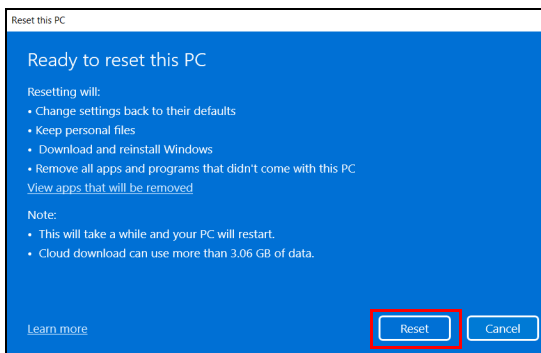 Reset this PC
Ready to reset this PC
Resetting will:
• Change settings back to their defaults
• Keep personal files
• Download and reinstall Windows
• Remove all apps and programs that didn't come with this PC
View apps that will be removed
Note:
• This will take a while and your PC will restart.
• Cloud download can use more than 3.06 GB of data.
Learn more
Reset
Cancel